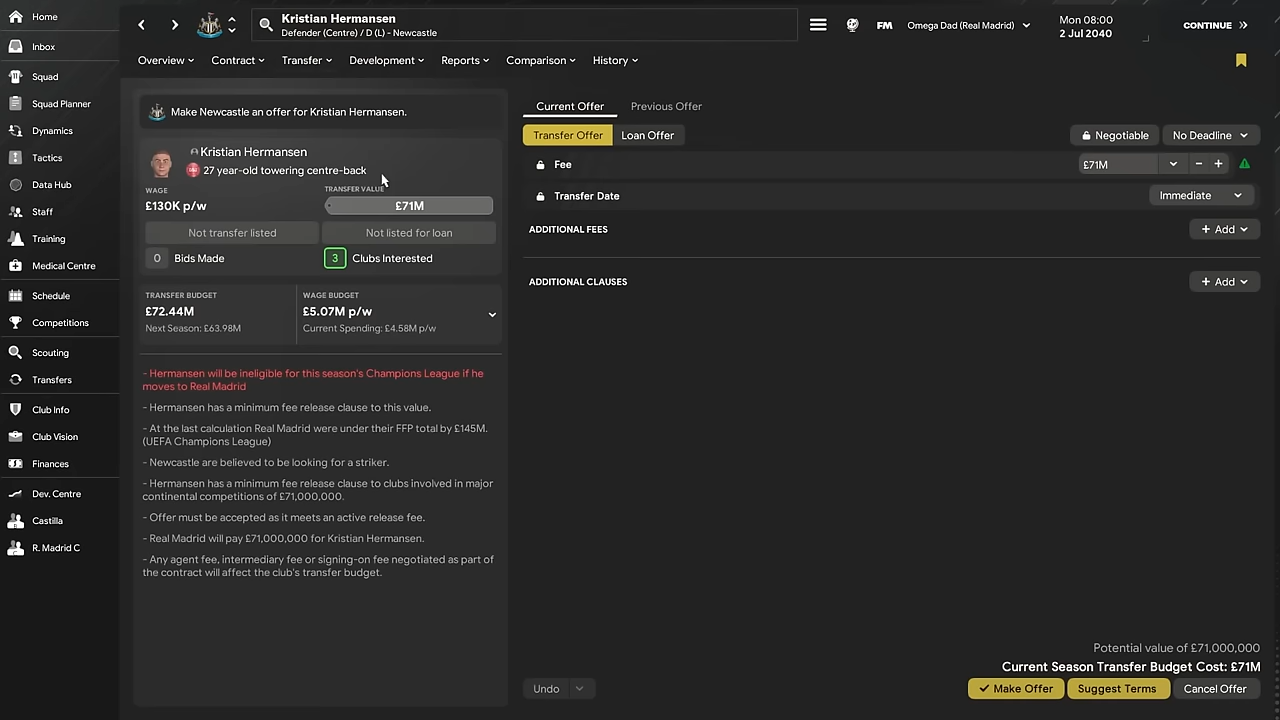 Home
Inbox
Squad
Squad Planner
Dynamics
Tactics
Data Hub
Staff
Training
Medical Centre
Schedule
Competitions
Scouting
Transfers
Club Info
Club Vision
Finances
Dev. Centre
Castilla
R. Madrid C
Kristian Hermansen
Defender (Centre) / D (L) - Newcastle
FM
Omega Dad (Real Madrid)
Mon 08:00
2 Jul 2040
CONTINUE
Overview
Contract
Transfer
Development
Reports
Comparison
History
Make Newcastle an offer for Kristian Hermansen.
Kristian Hermansen
27 year-old towering centre-back
WAGE
£130K p/w
TRANSFER VALUE
£71M
Not transfer listed
Not listed for loan
0 Bids Made
3 Clubs Interested
TRANSFER BUDGET
£72.44M
Next Season: £63.98M
WAGE BUDGET
£5.07M p/w
Current Spending: £4.58M p/w
- Hermansen will be ineligible for this season's Champions League if he
moves to Real Madrid
- Hermansen has a minimum fee release clause to this value.
- At the last calculation Real Madrid were under their FFP total by £145M.
(UEFA Champions League)
- Newcastle are believed to be looking for a striker.
- Hermansen has a minimum fee release clause to clubs involved in major
continental competitions of £71,000,000.
- Offer must be accepted as it meets an active release fee.
- Real Madrid will pay £71,000,000 for Kristian Hermansen.
- Any agent fee, intermediary fee or signing-on fee negotiated as part of
the contract will affect the club's transfer budget.
Current Offer
Previous Offer
Transfer Offer
Loan Offer
Negotiable
No Deadline
Fee
£71M
Transfer Date
Immediate
ADDITIONAL FEES
+ Add
ADDITIONAL CLAUSES
+ Add
Potential value of £71,000,000
Current Season Transfer Budget Cost: £71M
Undo
Make Offer
Suggest Terms
Cancel Offer